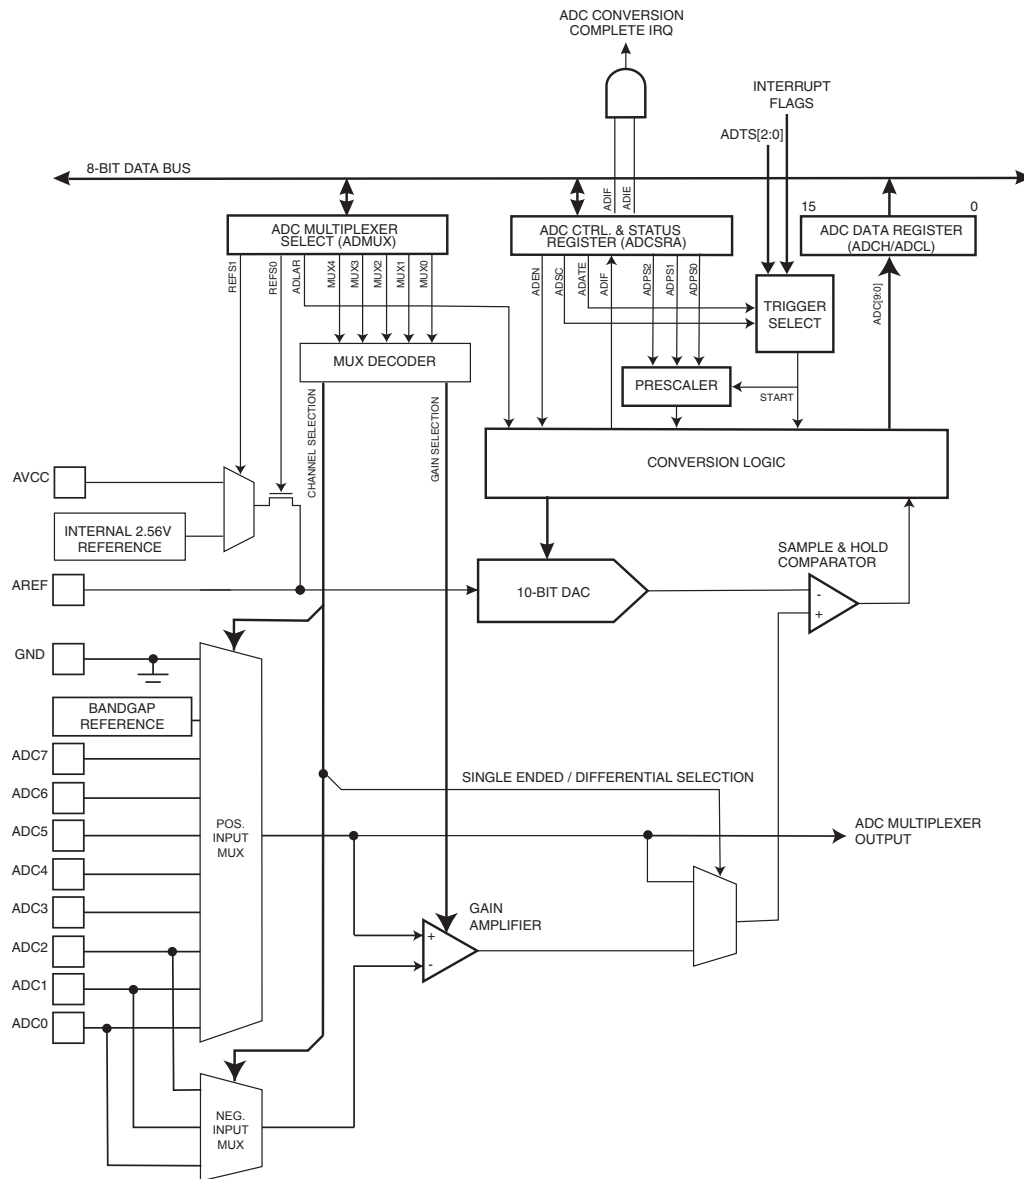 ADC CONVERSION
COMPLETE IRQ
INTERRUPT
FLAGS
ADTS[2:0]
8-BIT DATA BUS
ADIF
ADIE
15
0
ADC MULTIPLEXER
SELECT (ADMUX)
ADC CTRL. & STATUS
REGISTER (ADCSRA)
ADC DATA REGISTER
(ADCH/ADCL)
REFS1
REFS0
ADLAR
MUX4
MUX3
MUX2
MUX1
MUX0
ADEN
ADSC
ADATE
ADIF
ADPS2
ADPS1
ADPS0
TRIGGER
SELECT
ADC[9:0]
MUX DECODER
PRESCALER
START
CHANNEL SELECTION
GAIN SELECTION
CONVERSION LOGIC
AVCC
INTERNAL 2.56V
REFERENCE
SAMPLE & HOLD
COMPARATOR
AREF
10-BIT DAC
-
+
GND
BANDGAP
REFERENCE
ADC7
SINGLE ENDED / DIFFERENTIAL SELECTION
ADC6
ADC5
POS.
INPUT
MUX
ADC MULTIPLEXER
OUTPUT
ADC4
ADC3
GAIN
AMPLIFIER
+
-
ADC2
ADC1
ADC0
NEG.
INPUT
MUX